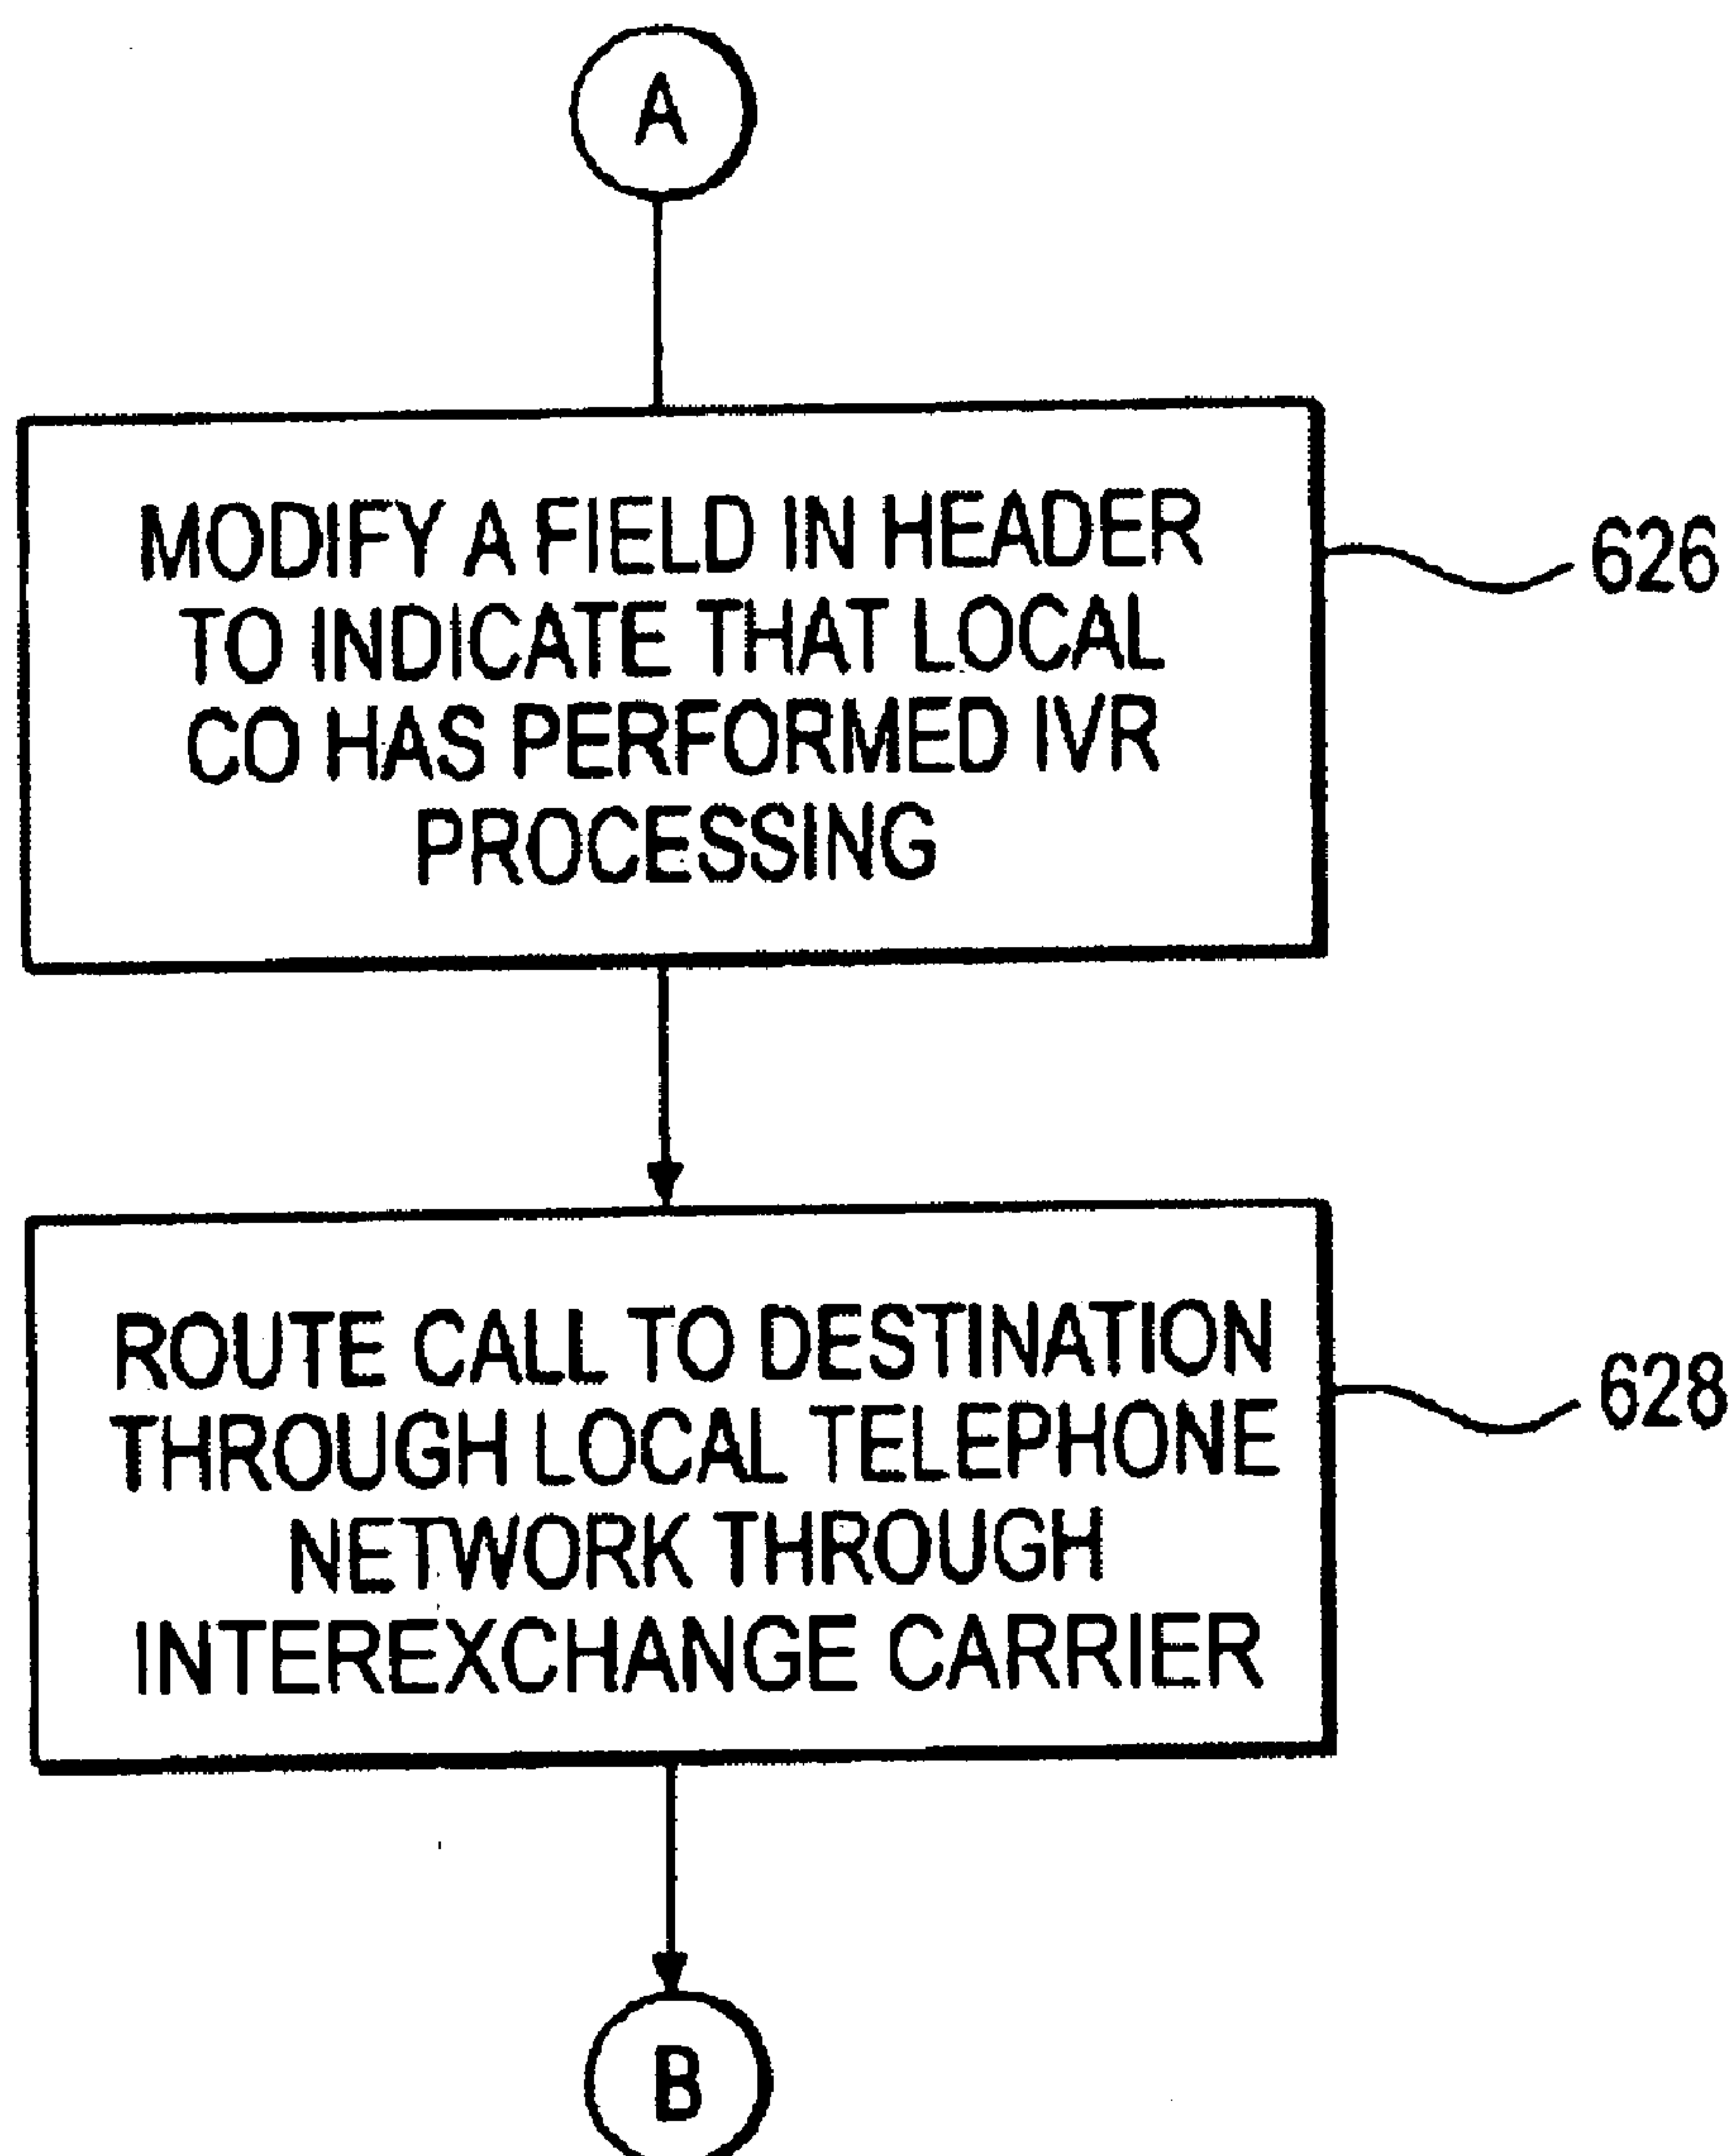 A
MODIFY A FIELD IN HEADER
TO INDICATE THAT LOCAL
CO HAS PERFORMED IVR
PROCESSING
626
ROUTE CALL TO DESTINATION
THROUGH LOCAL TELEPHONE
NETWORK THROUGH
INTEREXCHANGE CARRIER
628
B